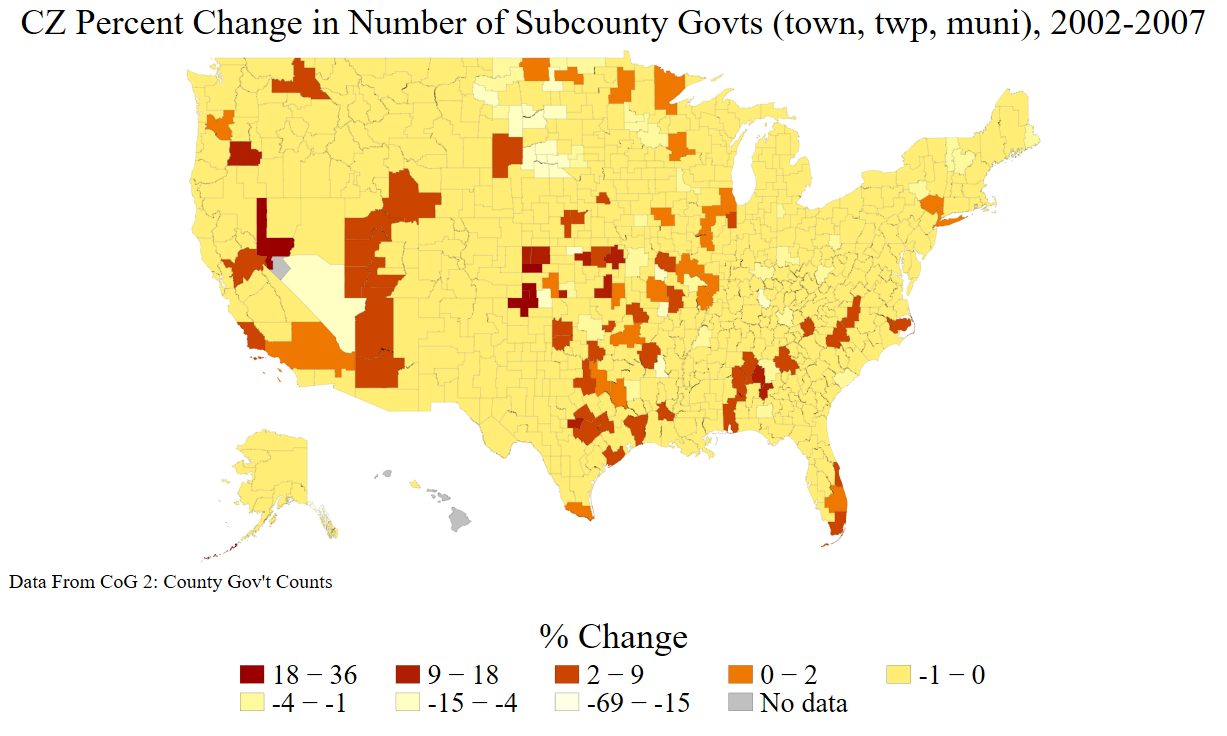 CZ Percent Change in Number of Subcounty Govts (town, twp, muni), 2002-2007
Data From CoG 2: County Gov't Counts
% Change
18 − 36 9 − 18 2 − 9 0 − 2 -1 − 0
-4 − -1 -15 − -4 -69 − -15 No data